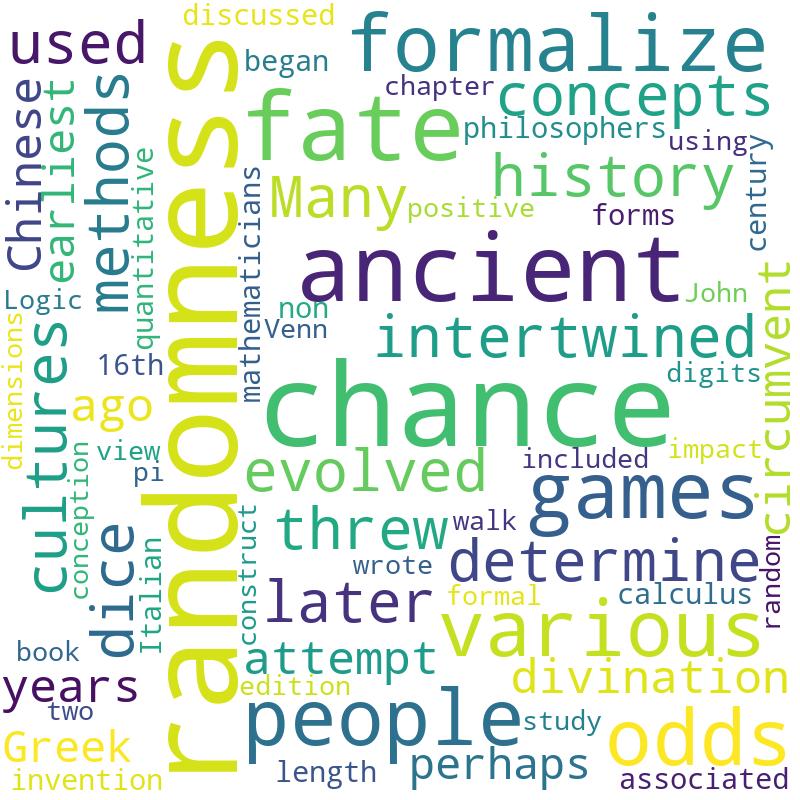 discussed
used
formalize
began
chapter
concepts
Chinese
earliest
methods
randomness
fate
philosophers
using
century
history
quantitative
mathematicians
Many
positive
forms
ancient
Logic
non
John
Venn
intertwined
circumvent
dimensions
cultures
16th
digits
chance
ago
view
pi
conception
impact
included
evolved
games
threw
walk
determine
random
dice
Italian
construct
wrote
later
formal
calculus
various
book
attempt
years
edition
divination
two
people
study
odds
Greek
perhaps
invention
length
associated